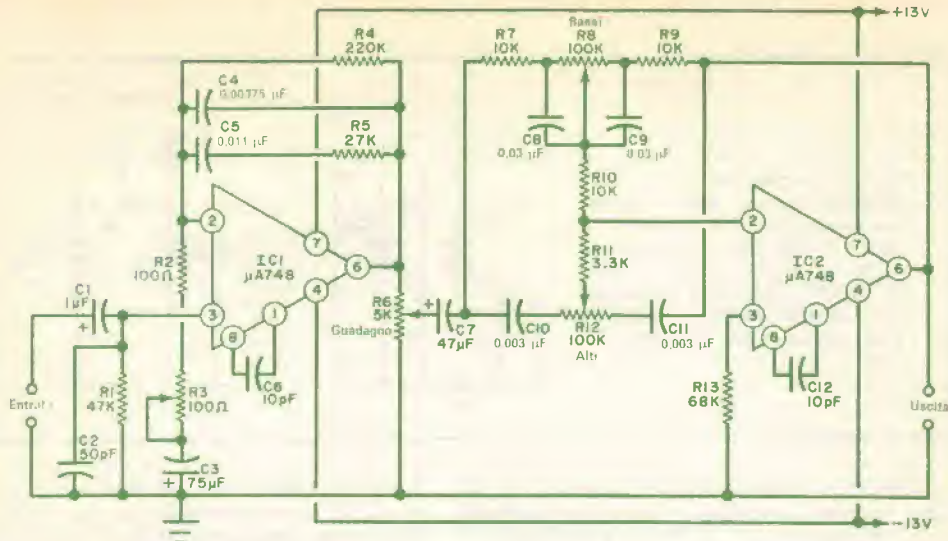 +13V
R4
220K
C4
0,00375 µF
C5
0,011 µF
R5
27K
R7
10K
Bassi
R8
100K
R9
10K
C8
0,03 µF
C9
0,03 µF
R10
10K
R11
3.3K
2
3
7
6
4
8
1
IC1
µA748
R2
100Ω
C1
1µF
+
Entrata
R1
47K
C2
50pF
R3
100Ω
C3
+
75µF
C6
10pF
R6
5K
Guadagno
+
C7
47µF
C10
0,003 µF
R12
100K
Alti
C11
0,003 µF
2
3
7
6
4
8
1
IC2
µA748
R13
68K
C12
10pF
Uscita
-13V